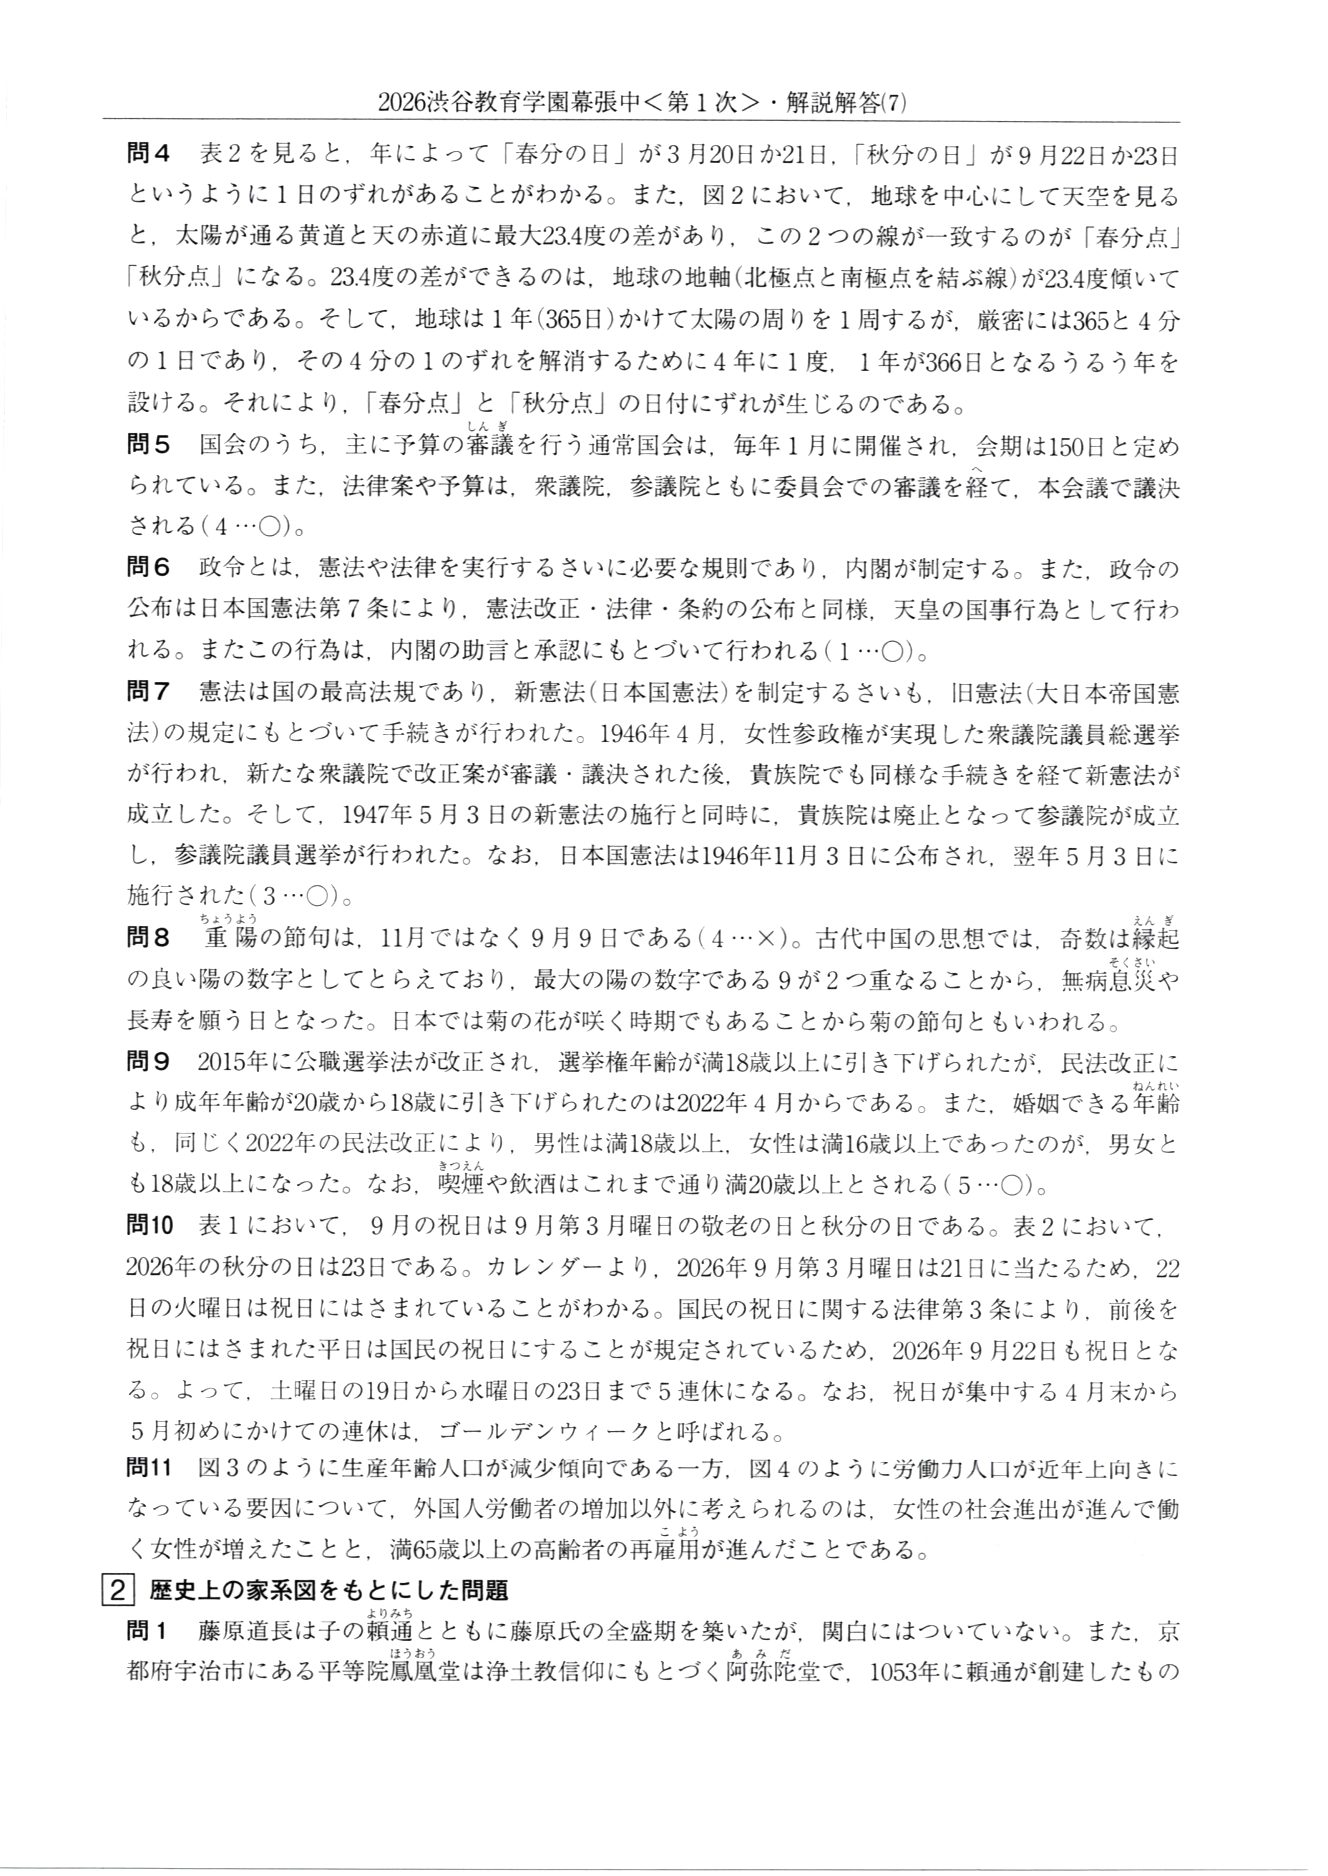 2026渋谷教育学園幕張中＜第１次＞・解説解答(7)
問４　表２を見ると，年によって「春分の日」が３月20日か21日，「秋分の日」が９月22日か23日
というように１日のずれがあることがわかる。また，図２において，地球を中心にして天空を見る
と，太陽が通る黄道と天の赤道に最大23.4度の差があり，この２つの線が一致するのが「春分点」
「秋分点」になる。23.4度の差ができるのは，地球の地軸(北極点と南極点を結ぶ線)が23.4度傾いて
いるからである。そして，地球は１年(365日)かけて太陽の周りを１周するが，厳密には365と４分
の１日であり，その４分の１のずれを解消するために４年に１度，１年が366日となるうるう年を
設ける。それにより，「春分点」と「秋分点」の日付にずれが生じるのである。
しん ぎ
問５　国会のうち，主に予算の審議を行う通常国会は，毎年１月に開催され，会期は150日と定め
へ
られている。また，法律案や予算は，衆議院，参議院ともに委員会での審議を経て，本会議で議決
される(４…○)。
問６　政令とは，憲法や法律を実行するさいに必要な規則であり，内閣が制定する。また，政令の
公布は日本国憲法第７条により，憲法改正・法律・条約の公布と同様，天皇の国事行為として行わ
れる。またこの行為は，内閣の助言と承認にもとづいて行われる(１…○)。
問７　憲法は国の最高法規であり，新憲法(日本国憲法)を制定するさいも，旧憲法(大日本帝国憲
法)の規定にもとづいて手続きが行われた。1946年４月，女性参政権が実現した衆議院議員総選挙
が行われ，新たな衆議院で改正案が審議・議決された後，貴族院でも同様な手続きを経て新憲法が
成立した。そして，1947年５月３日の新憲法の施行と同時に，貴族院は廃止となって参議院が成立
し，参議院議員選挙が行われた。なお，日本国憲法は1946年11月３日に公布され，翌年５月３日に
施行された(３…○)。
ちょうよう　えん ぎ
問８　重陽の節句は，11月ではなく９月９日である(４…×)。古代中国の思想では，奇数は縁起
そくさい
の良い陽の数字としてとらえており，最大の陽の数字である９が２つ重なることから，無病息災や
長寿を願う日となった。日本では菊の花が咲く時期でもあることから菊の節句ともいわれる。
問９　2015年に公職選挙法が改正され，選挙権年齢が満18歳以上に引き下げられたが，民法改正に
ねんれい
より成年年齢が20歳から18歳に引き下げられたのは2022年４月からである。また，婚姻できる年齢
も，同じく2022年の民法改正により，男性は満18歳以上，女性は満16歳以上であったのが，男女と
きつえん
も18歳以上になった。なお，喫煙や飲酒はこれまで通り満20歳以上とされる(５…○)。
問10　表１において，９月の祝日は９月第３月曜日の敬老の日と秋分の日である。表２において，
2026年の秋分の日は23日である。カレンダーより，2026年９月第３月曜日は21日に当たるため，22
日の火曜日は祝日にはさまれていることがわかる。国民の祝日に関する法律第３条により，前後を
祝日にはさまれた平日は国民の祝日にすることが規定されているため，2026年９月22日も祝日とな
る。よって，土曜日の19日から水曜日の23日まで５連休になる。なお，祝日が集中する４月末から
５月初めにかけての連休は，ゴールデンウィークと呼ばれる。
問11　図３のように生産年齢人口が減少傾向である一方，図４のように労働力人口が近年上向きに
なっている要因について，外国人労働者の増加以外に考えられるのは，女性の社会進出が進んで働
こ よう
く女性が増えたことと，満65歳以上の高齢者の再雇用が進んだことである。
２　歴史上の家系図をもとにした問題
よりみち
問１　藤原道長は子の頼通とともに藤原氏の全盛期を築いたが，関白にはついていない。また，京
ほうおう　あ み だ
都府宇治市にある平等院鳳凰堂は浄土教信仰にもとづく阿弥陀堂で，1053年に頼通が創建したもの